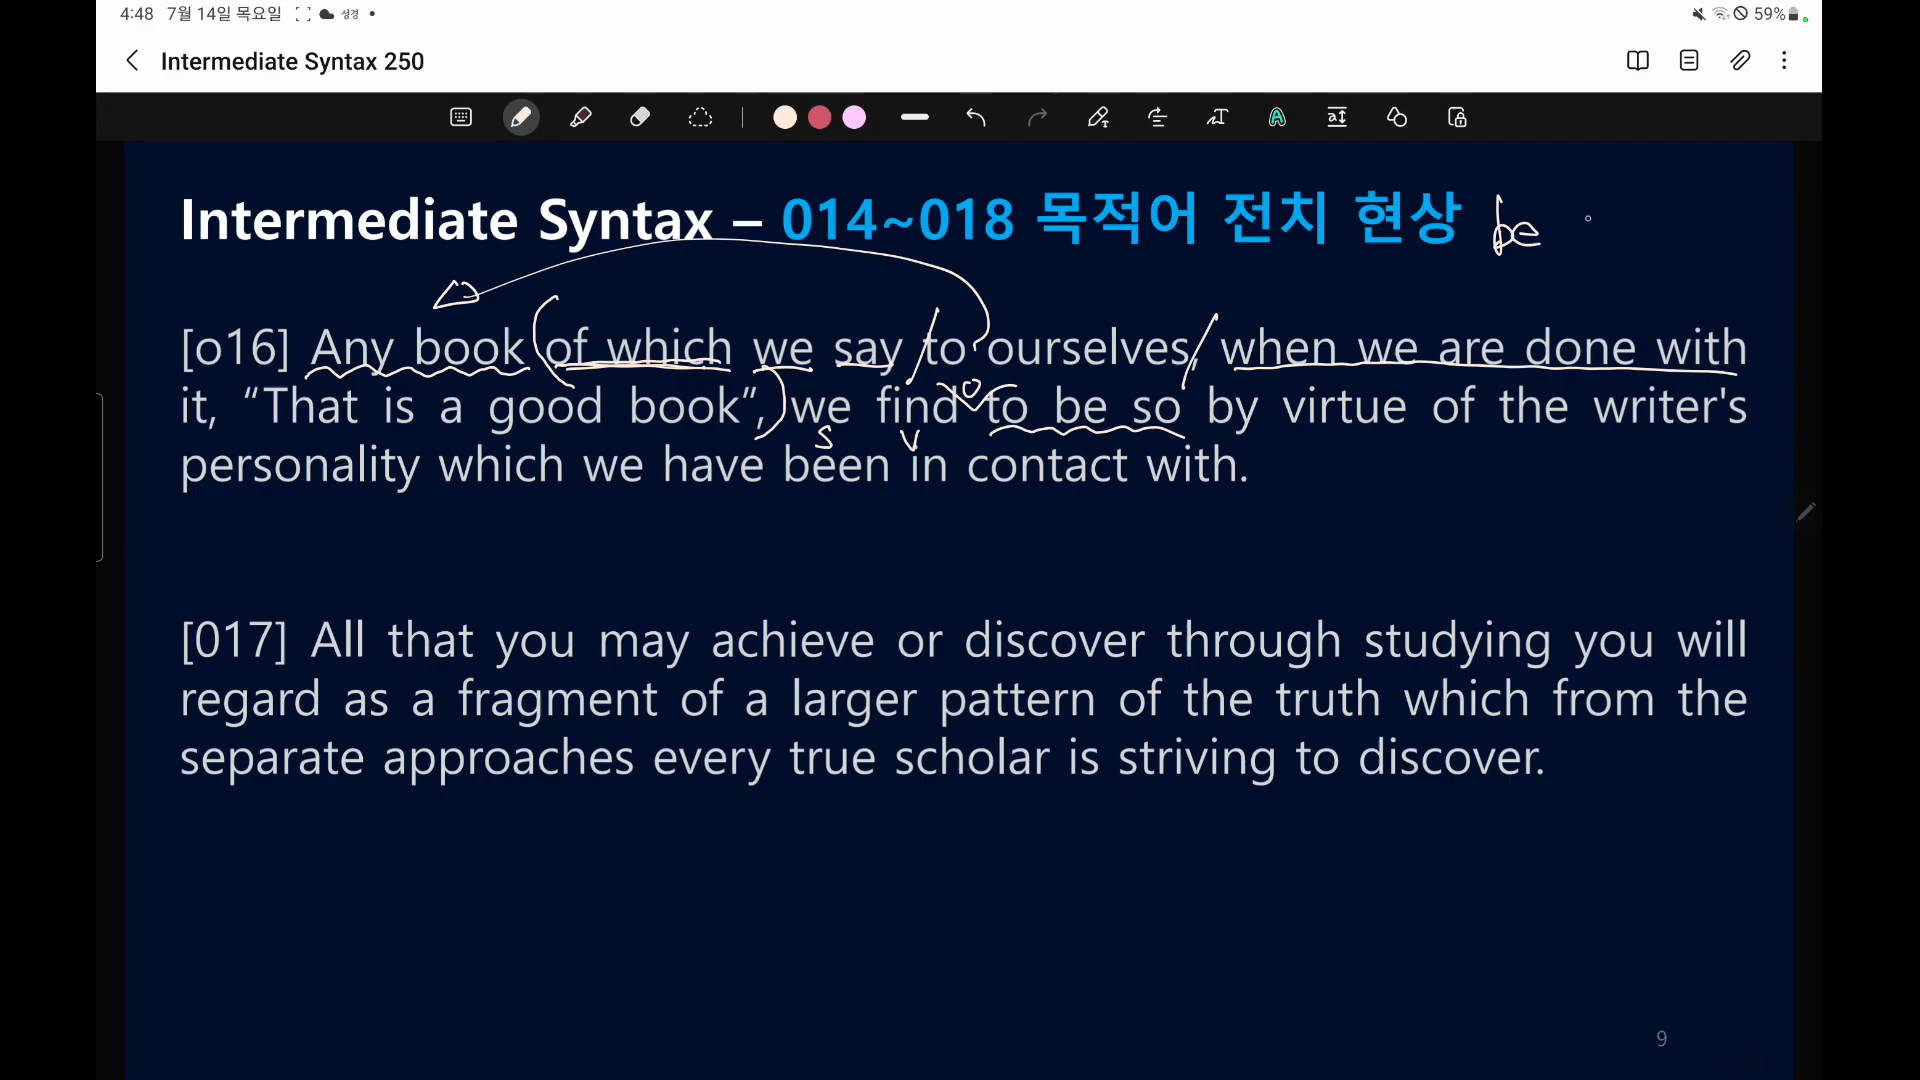 4:48 7월 14일 목요일 성경 •
59%
Intermediate Syntax 250
Intermediate Syntax – 014~018 목적어 전치 현상 be
[o16] Any book of which we say to ourselves, when we are done with
it, “That is a good book”, we find to be so by virtue of the writer's
o
s v
personality which we have been in contact with.
[017] All that you may achieve or discover through studying you will
regard as a fragment of a larger pattern of the truth which from the
separate approaches every true scholar is striving to discover.
9